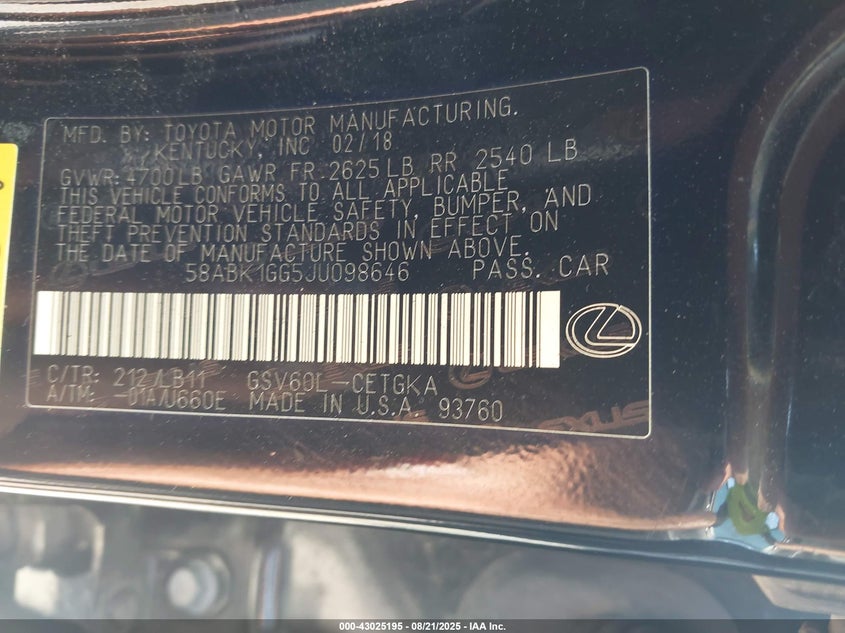 MFD. BY: TOYOTA MOTOR MANUFACTURING.
KENTUCKY, INC 02/18
GVWR 4700LB GAWR FR 2625 LB RR 2540 LB
THIS VEHICLE CONFORMS TO ALL APPLICABLE
FEDERAL MOTOR VEHICLE SAFETY, BUMPER, AND
THEFT PREVENTION STANDARDS IN EFFECT ON
THE DATE OF MANUFACTURE SHOWN ABOVE.
58ABK1GG5JU098646 PASS. CAR
C/TR: 212/LB11 GSV60L-CETGKA
A/TM: -01A/U660E MADE IN U.S.A. 93760
000-43025195 - 08/21/2025 - IAA Inc.